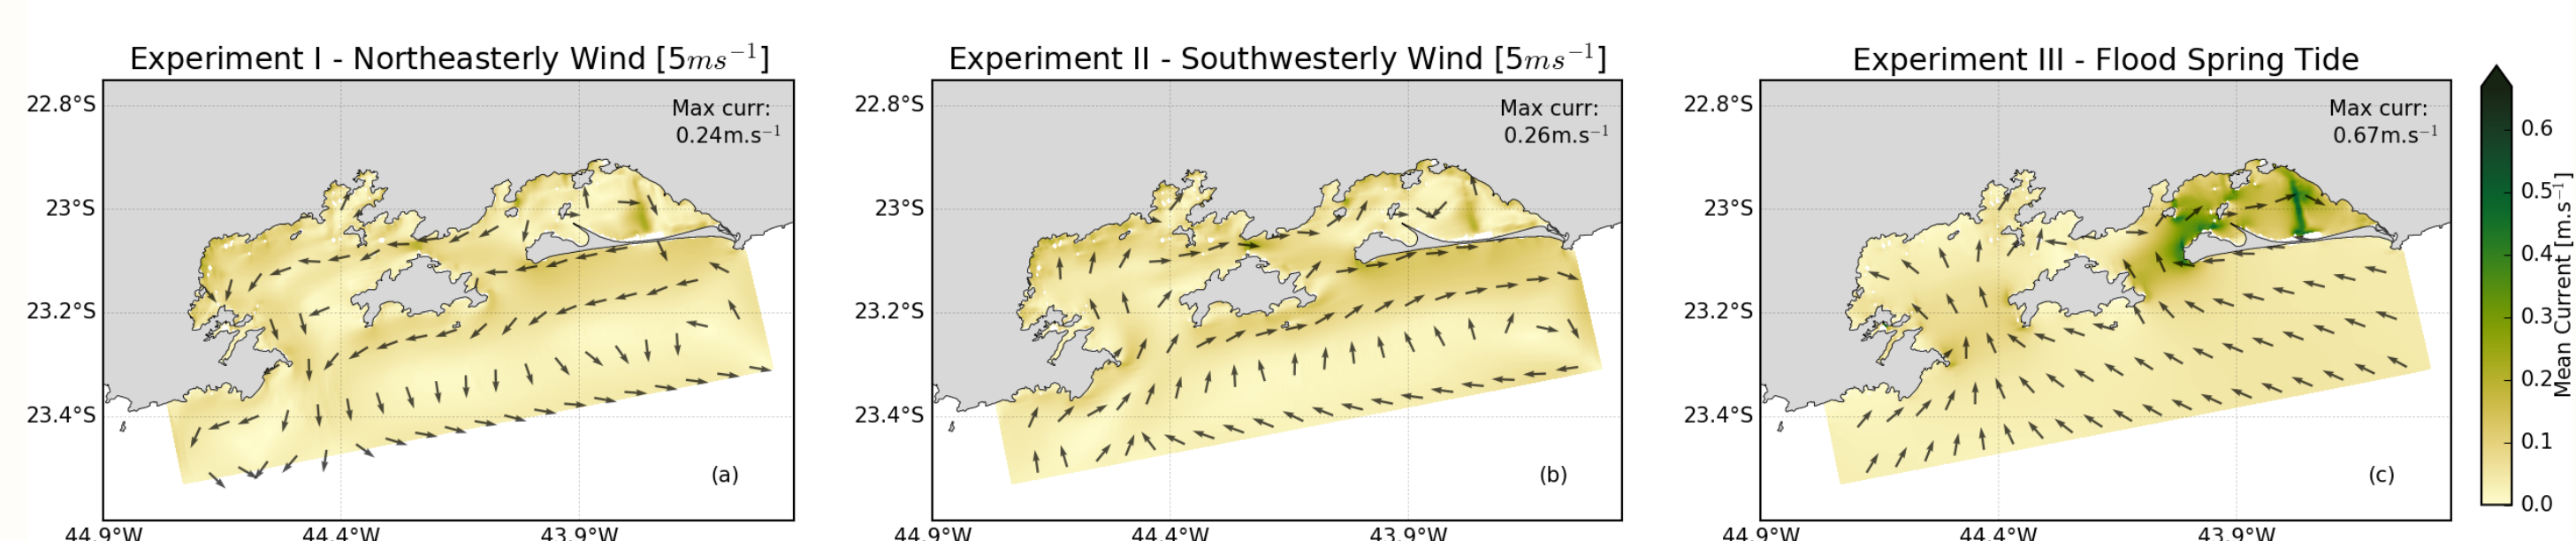 Experiment I - Northeasterly Wind [5ms⁻¹]
22.8°S
23°S
23.2°S
23.4°S
Max curr:
0.24m.s⁻¹
(a)
44.9°W 44.4°W 43.9°W
Experiment II - Southwesterly Wind [5ms⁻¹]
22.8°S
23°S
23.2°S
23.4°S
Max curr:
0.26m.s⁻¹
(b)
44.9°W 44.4°W 43.9°W
Experiment III - Flood Spring Tide
22.8°S
23°S
23.2°S
23.4°S
Max curr:
0.67m.s⁻¹
(c)
44.9°W 44.4°W 43.9°W
0.6
0.5
0.4
0.3
0.2
0.1
0.0
Mean Current [m.s⁻¹]